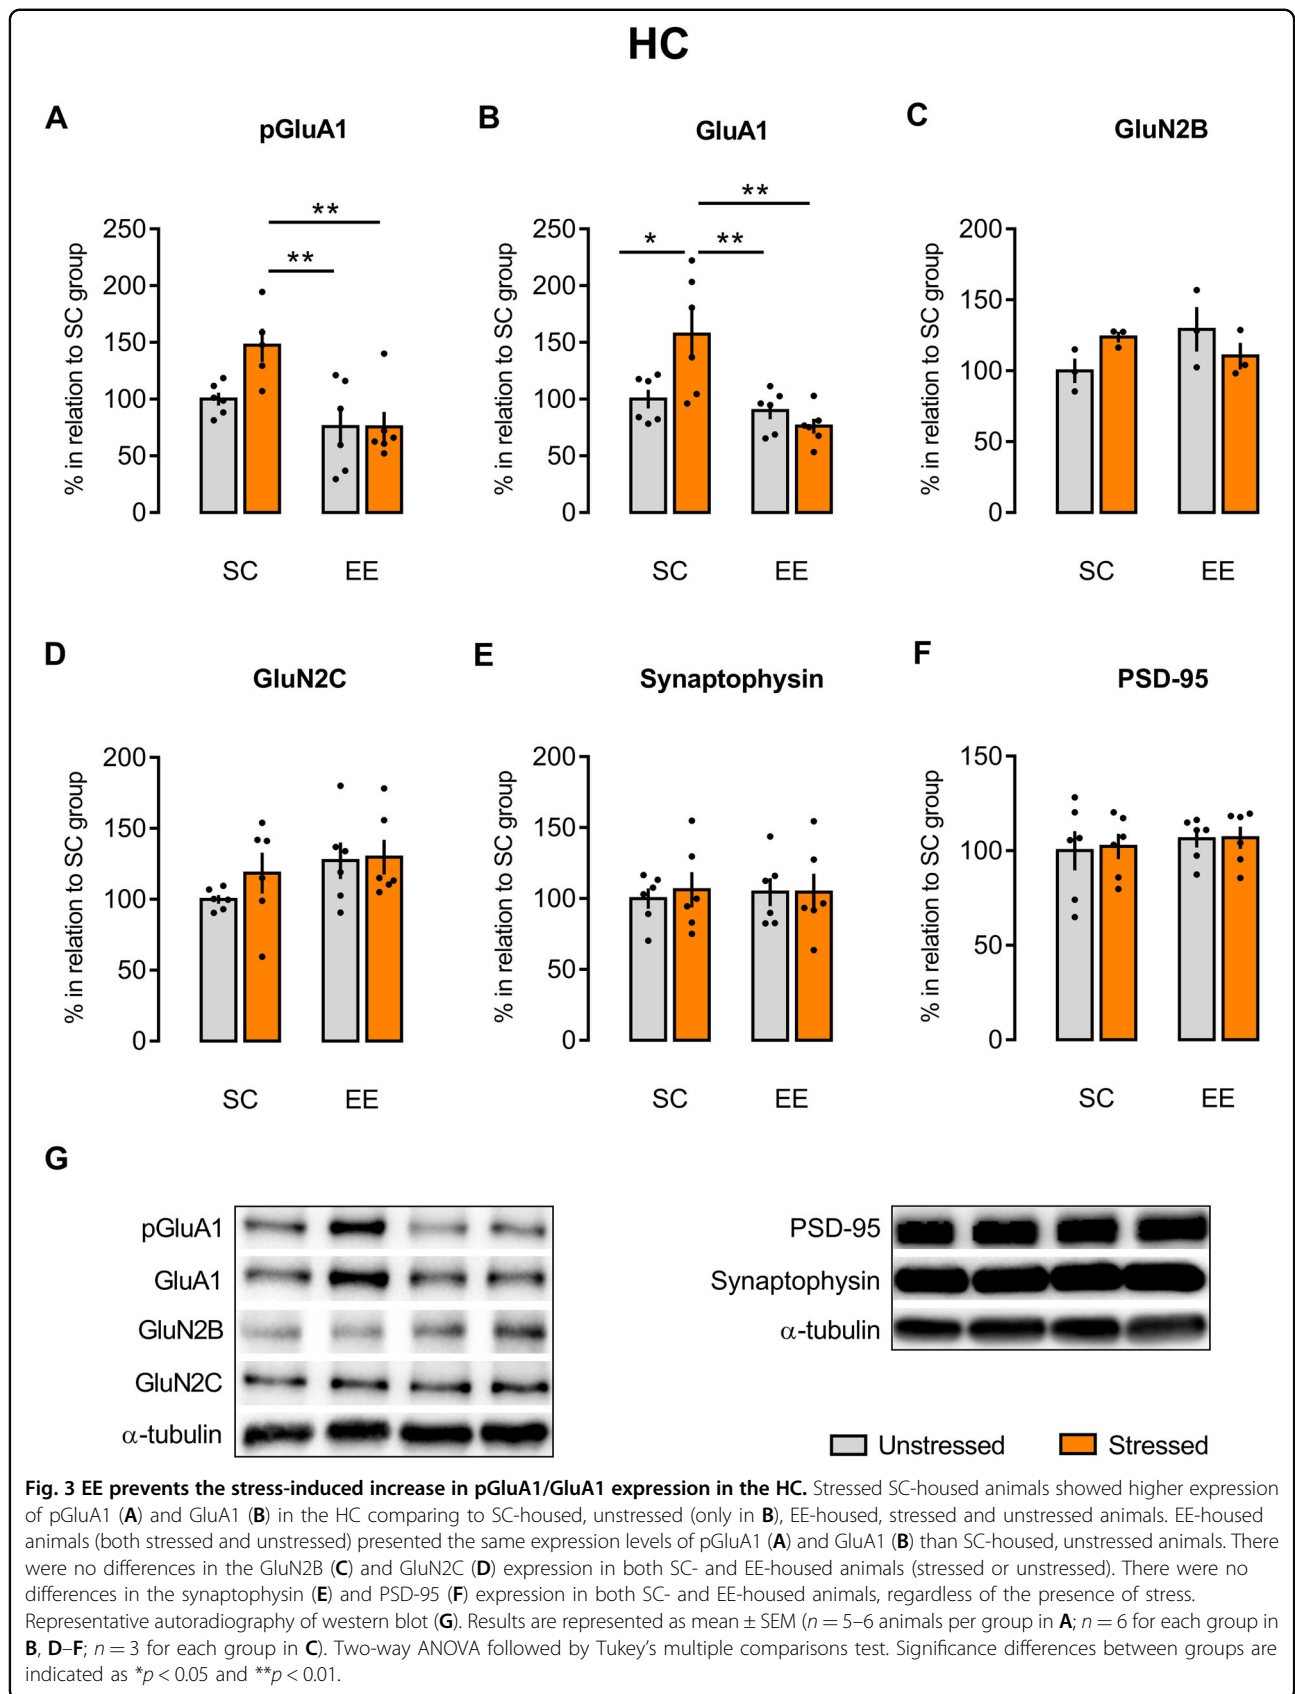 HC
A
pGluA1
% in relation to SC group
250
200
150
100
50
0
**
**
SC
EE
B
GluA1
% in relation to SC group
250
200
150
100
50
0
*
**
**
SC
EE
C
GluN2B
% in relation to SC group
200
150
100
50
0
SC
EE
D
GluN2C
% in relation to SC group
200
150
100
50
0
SC
EE
E
Synaptophysin
% in relation to SC group
200
150
100
50
0
SC
EE
F
PSD-95
% in relation to SC group
150
100
50
0
SC
EE
G
pGluA1
GluA1
GluN2B
GluN2C
α-tubulin
PSD-95
Synaptophysin
α-tubulin
Unstressed
Stressed
Fig. 3 EE prevents the stress-induced increase in pGluA1/GluA1 expression in the HC. Stressed SC-housed animals showed higher expression
of pGluA1 (A) and GluA1 (B) in the HC comparing to SC-housed, unstressed (only in B), EE-housed, stressed and unstressed animals. EE-housed
animals (both stressed and unstressed) presented the same expression levels of pGluA1 (A) and GluA1 (B) than SC-housed, unstressed animals. There
were no differences in the GluN2B (C) and GluN2C (D) expression in both SC- and EE-housed animals (stressed or unstressed). There were no
differences in the synaptophysin (E) and PSD-95 (F) expression in both SC- and EE-housed animals, regardless of the presence of stress.
Representative autoradiography of western blot (G). Results are represented as mean ± SEM (n = 5–6 animals per group in A; n = 6 for each group in
B, D–F; n = 3 for each group in C). Two-way ANOVA followed by Tukey’s multiple comparisons test. Significance differences between groups are
indicated as *p < 0.05 and **p < 0.01.